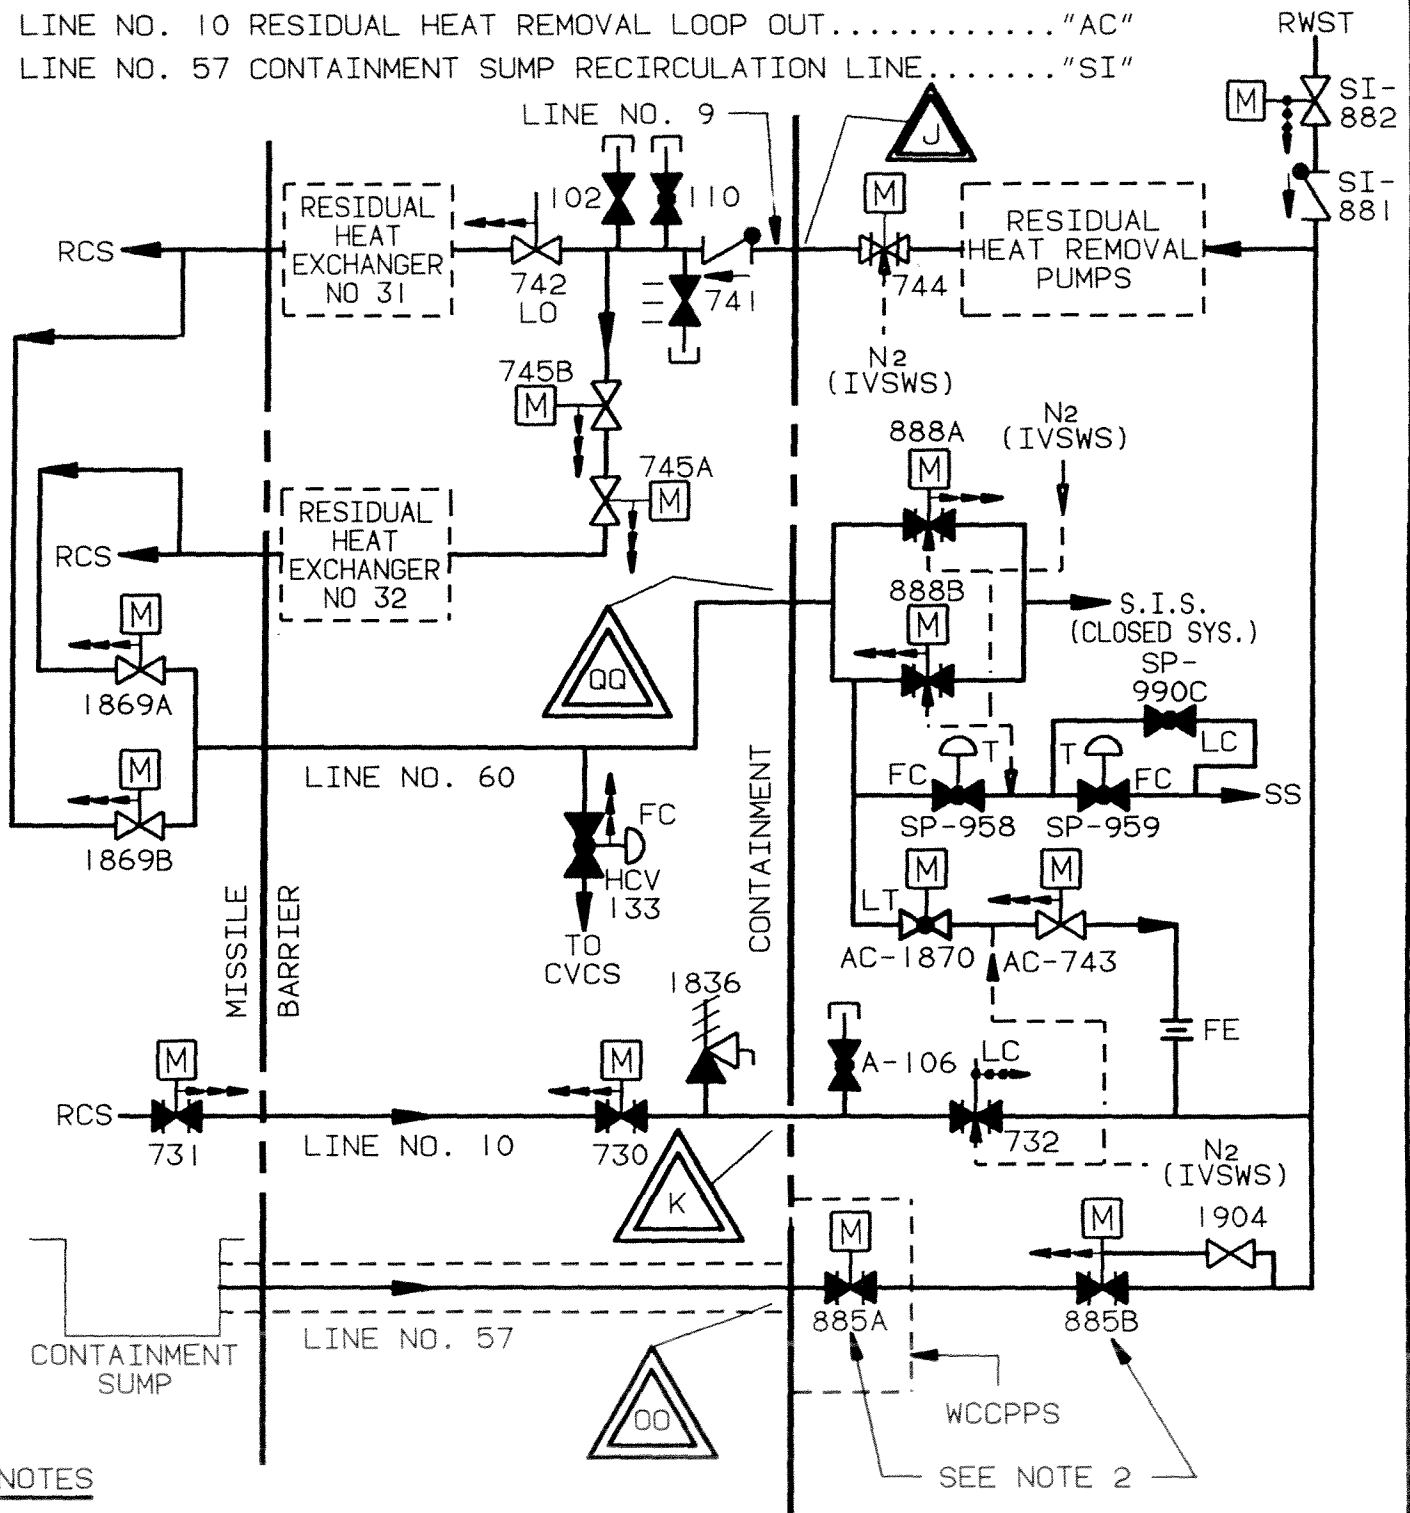 LINE NO. 10 RESIDUAL HEAT REMOVAL LOOP OUT............."AC"
LINE NO. 57 CONTAINMENT SUMP RECIRCULATION LINE......."SI"
RWST
M
SI-
882
LINE NO. 9
J
SI-
881
102
110
M
RESIDUAL
HEAT
EXCHANGER
NO 31
RESIDUAL
HEAT REMOVAL
PUMPS
RCS
742
LO
741
744
N2
(IVSWS)
745B
M
745A
M
888A
M
N2
(IVSWS)
RESIDUAL
HEAT
EXCHANGER
NO 32
RCS
888B
M
S.I.S.
(CLOSED SYS.)
M
1869A
QQ
SP-
990C
LC
M
1869B
LINE NO. 60
CONTAINMENT
FC
T
SP-958
T
FC
SP-959
SS
FC
HCV
133
TO
CVCS
MISSILE
BARRIER
M
LT
AC-1870
M
AC-743
1836
FE
M
M
A-106
LC
RCS
731
LINE NO. 10
730
732
N2
(IVSWS)
K
M
M
1904
885A
885B
LINE NO. 57
CONTAINMENT
SUMP
OO
WCCPPS
SEE NOTE 2
NOTES